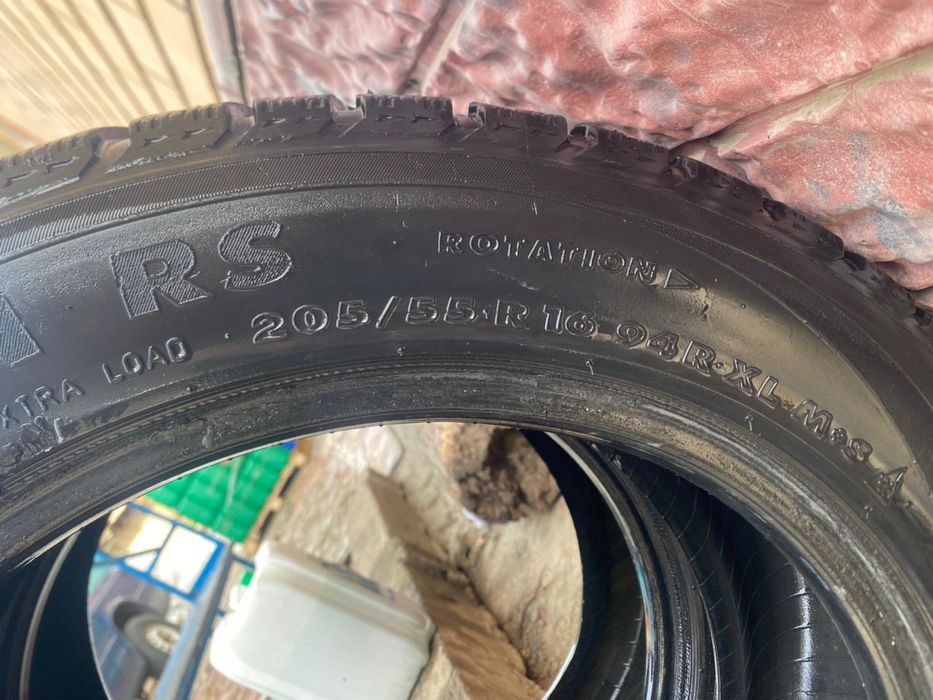 RS
ROTATION
205/55 R 16 94R·XL·M+S
EXTRA LOAD